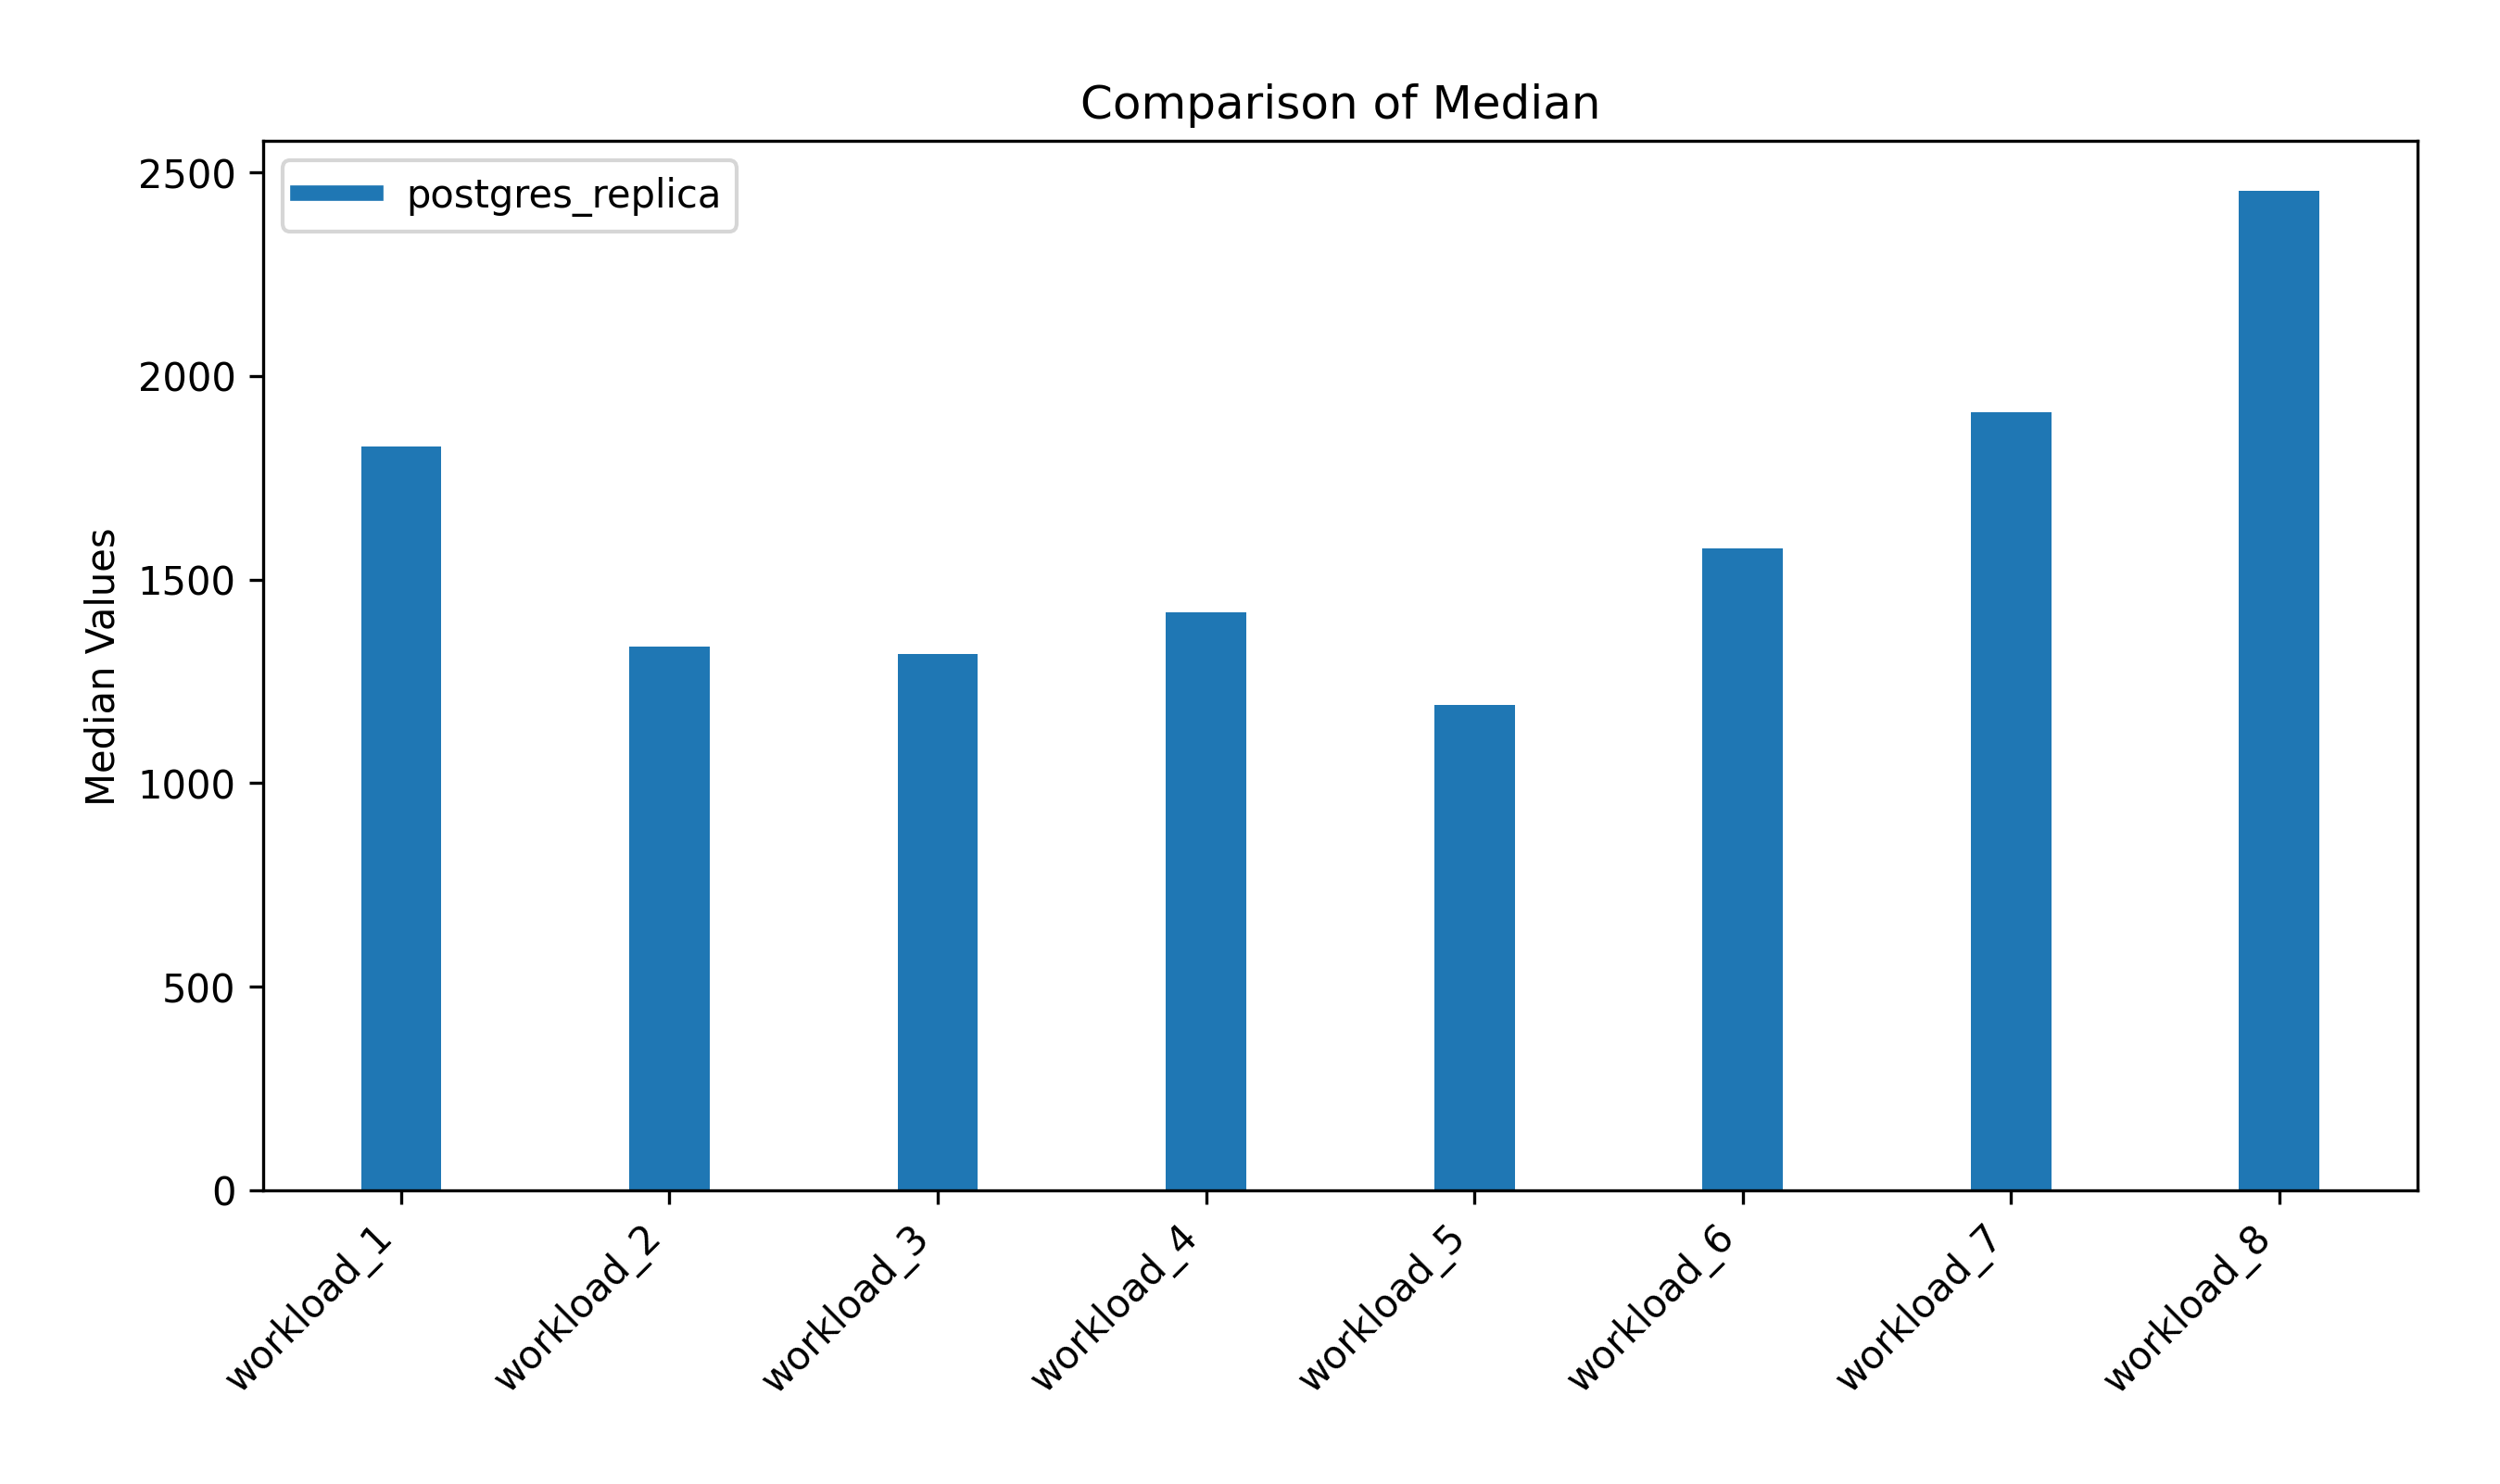 Comparison of Median
postgres_replica
Median Values
2500
2000
1500
1000
500
0
workload_1
workload_2
workload_3
workload_4
workload_5
workload_6
workload_7
workload_8